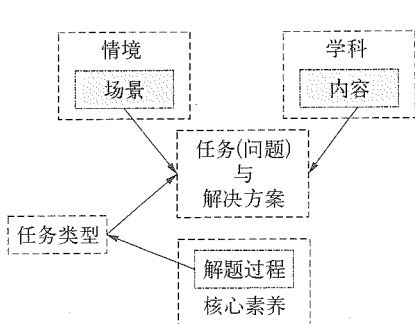 情境
学科
场景
内容
任务(问题)
与
解决方案
任务类型
解题过程
核心素养